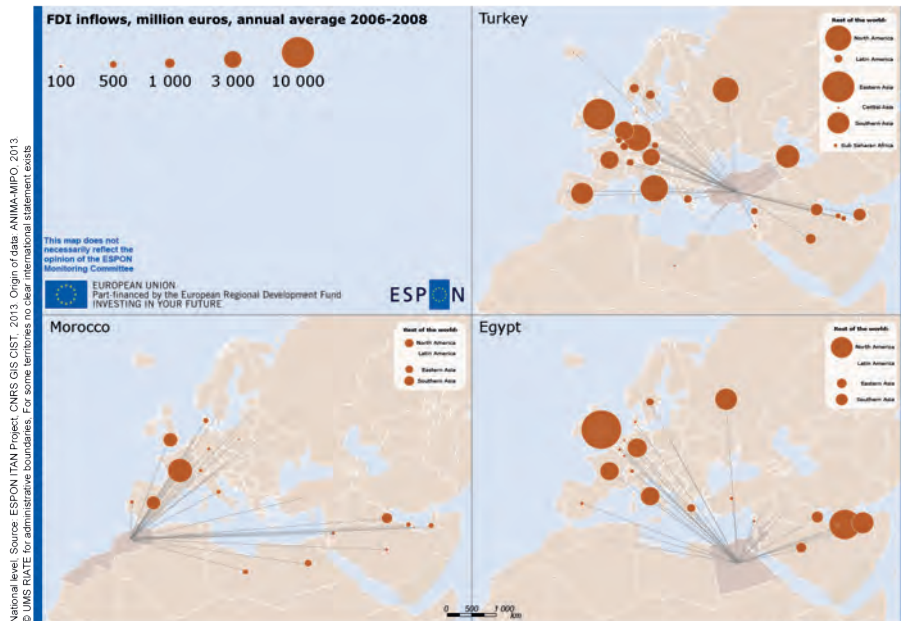 FDI inflows, million euros, annual average 2006-2008
100 500 1 000 3 000 10 000
This map does not
necessarily reflect the
opinion of the ESPON
Monitoring Committee
EUROPEAN UNION
Part-financed by the European Regional Development Fund
INVESTING IN YOUR FUTURE
ESPON
National level. Source: ESPON ITAN Project, CNRS GIS CIST, 2013. Origin of data: ANIMA-MIPO, 2013.
© UMS RIATE for administrative boundaries. For some territories no clear international statement exists
Turkey
Rest of the world:
North America
Latin America
Eastern Asia
Central Asia
Southern Asia
Sub Saharan Africa
Morocco
Rest of the world:
North America
Latin America
Eastern Asia
Southern Asia
Egypt
Rest of the world:
North America
Latin America
Eastern Asia
Southern Asia
0 500 1 000
km